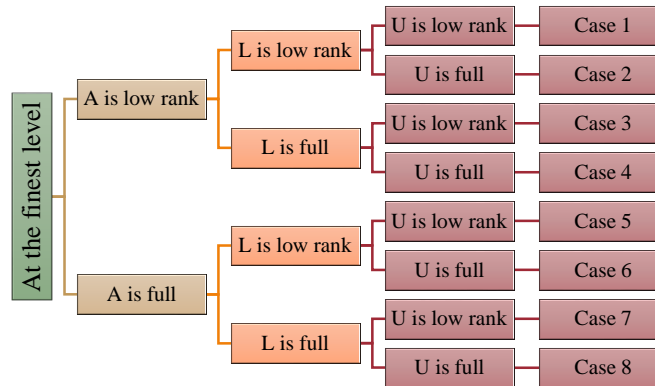 At the finest level
A is low rank
L is low rank
U is low rank
Case 1
U is full
Case 2
L is full
U is low rank
Case 3
U is full
Case 4
A is full
L is low rank
U is low rank
Case 5
U is full
Case 6
L is full
U is low rank
Case 7
U is full
Case 8